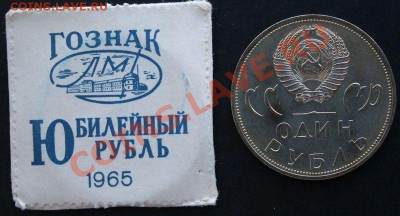 COINS.LAVE.RU
ГОЗНАК
ЛМД
ЮБИЛЕЙНЫЙ
РУБЛЬ
1965
ОДИН
РУБЛЬ